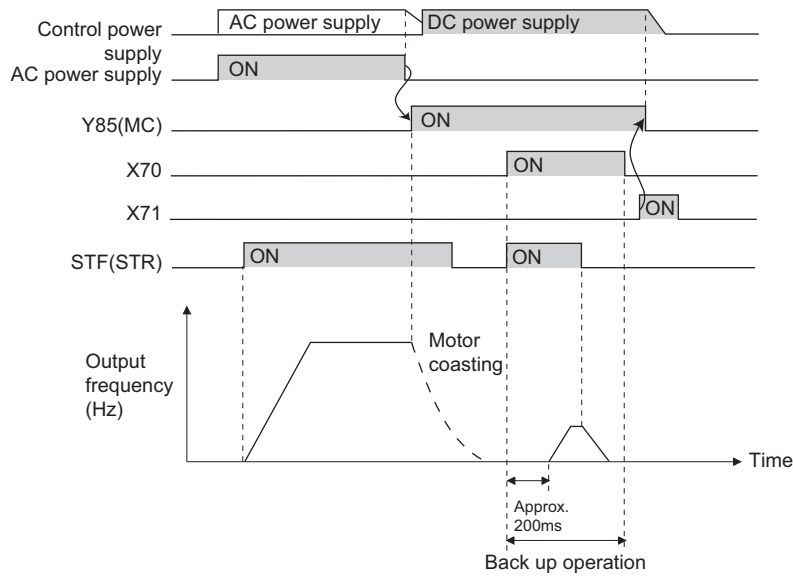 Control power
supply
AC power supply
DC power supply
AC power supply
ON
Y85(MC)
ON
X70
ON
X71
ON
STF(STR)
ON
ON
Output
frequency
(Hz)
Motor
coasting
Time
Approx.
200ms
Back up operation